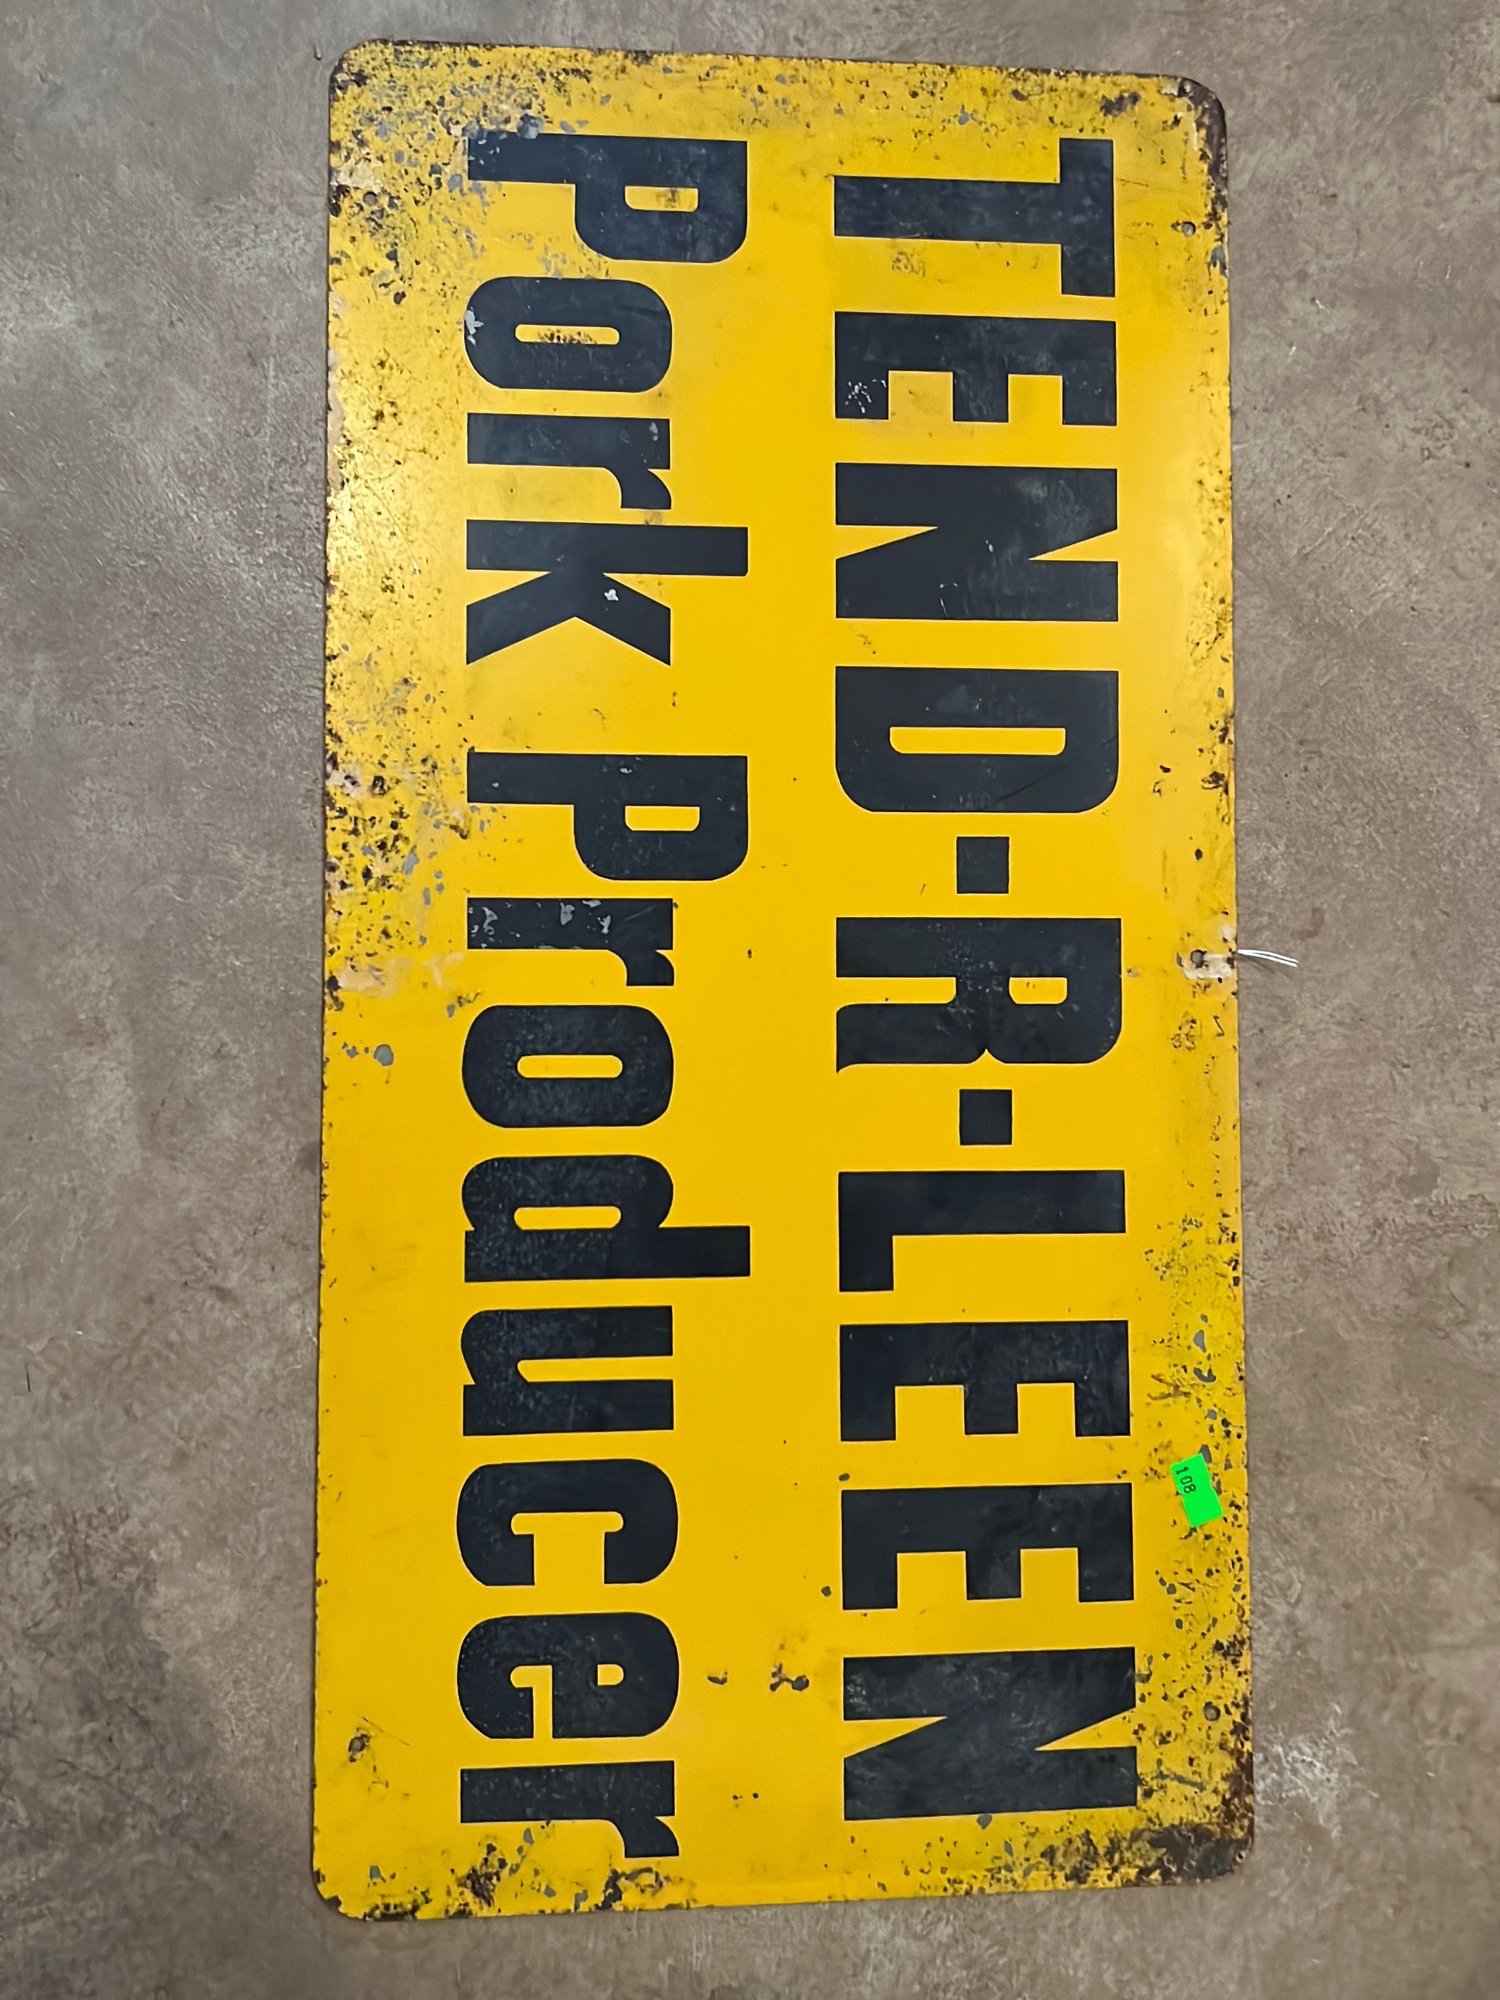 TEND-R-LEEN
Pork Producer
108